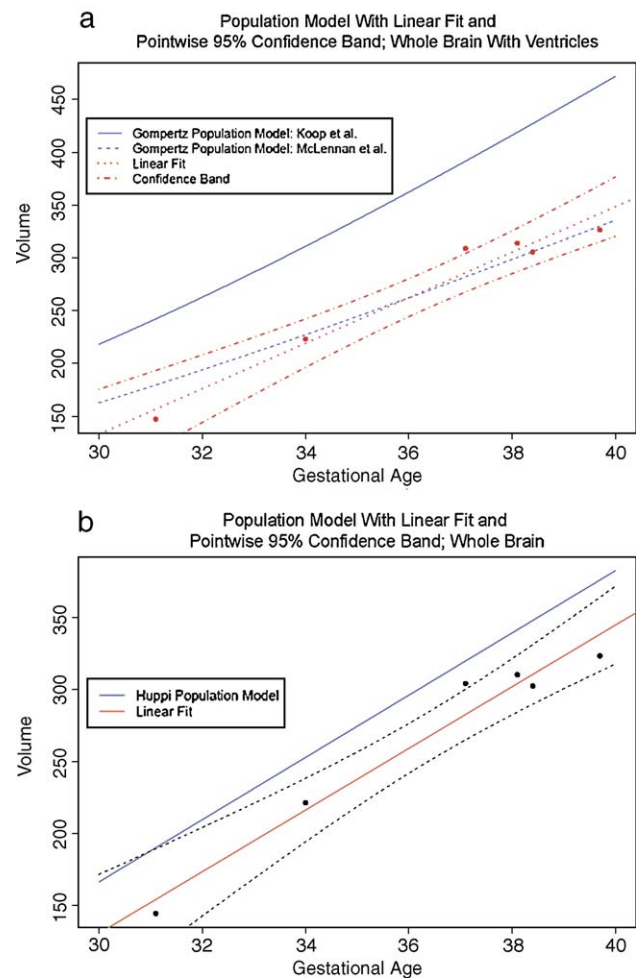 a
Population Model With Linear Fit and
Pointwise 95% Confidence Band; Whole Brain With Ventricles
Gompertz Population Model: Koop et al.
Gompertz Population Model: McLennan et al.
Linear Fit
Confidence Band
Volume
450
400
350
300
250
200
150
30 32 34 36 38 40
Gestational Age
b
Population Model With Linear Fit and
Pointwise 95% Confidence Band; Whole Brain
Huppi Population Model
Linear Fit
Volume
350
300
250
200
150
30 32 34 36 38 40
Gestational Age